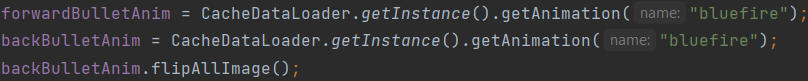 forwardBulletAnim = CacheDataLoader.getInstance().getAnimation( name: "bluefire");
backBulletAnim = CacheDataLoader.getInstance().getAnimation( name: "bluefire");
backBulletAnim.flipAllImage();